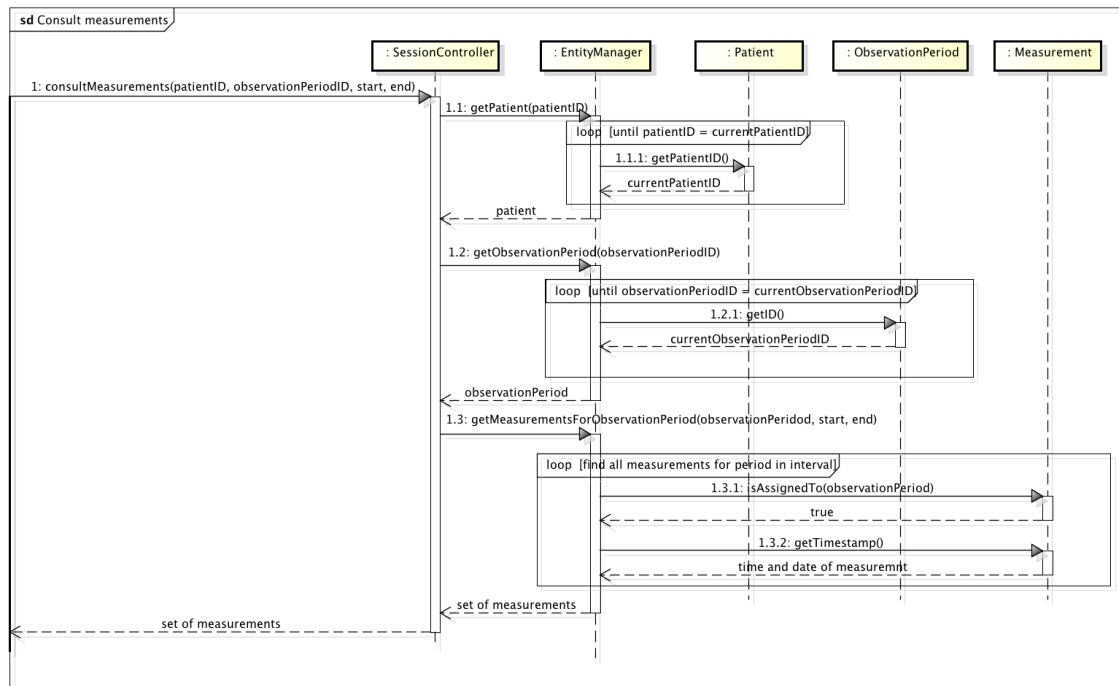 sd Consult measurements
: SessionController
: EntityManager
: Patient
: ObservationPeriod
: Measurement
1: consultMeasurements(patientID, observationPeriodID, start, end)
1.1: getPatient(patientID)
loop [until patientID = currentPatientID]
1.1.1: getPatientID()
currentPatientID
patient
1.2: getObservationPeriod(observationPeriodID)
loop [until observationPeriodID = currentObservationPeriodID]
1.2.1: getID()
currentObservationPeriodID
observationPeriod
1.3: getMeasurementsForObservationPeriod(observationPeridod, start, end)
loop [find all measurements for period in interval]
1.3.1: isAssignedTo(observationPeriod)
true
1.3.2: getTimestamp()
time and date of measuremnt
set of measurements
set of measurements